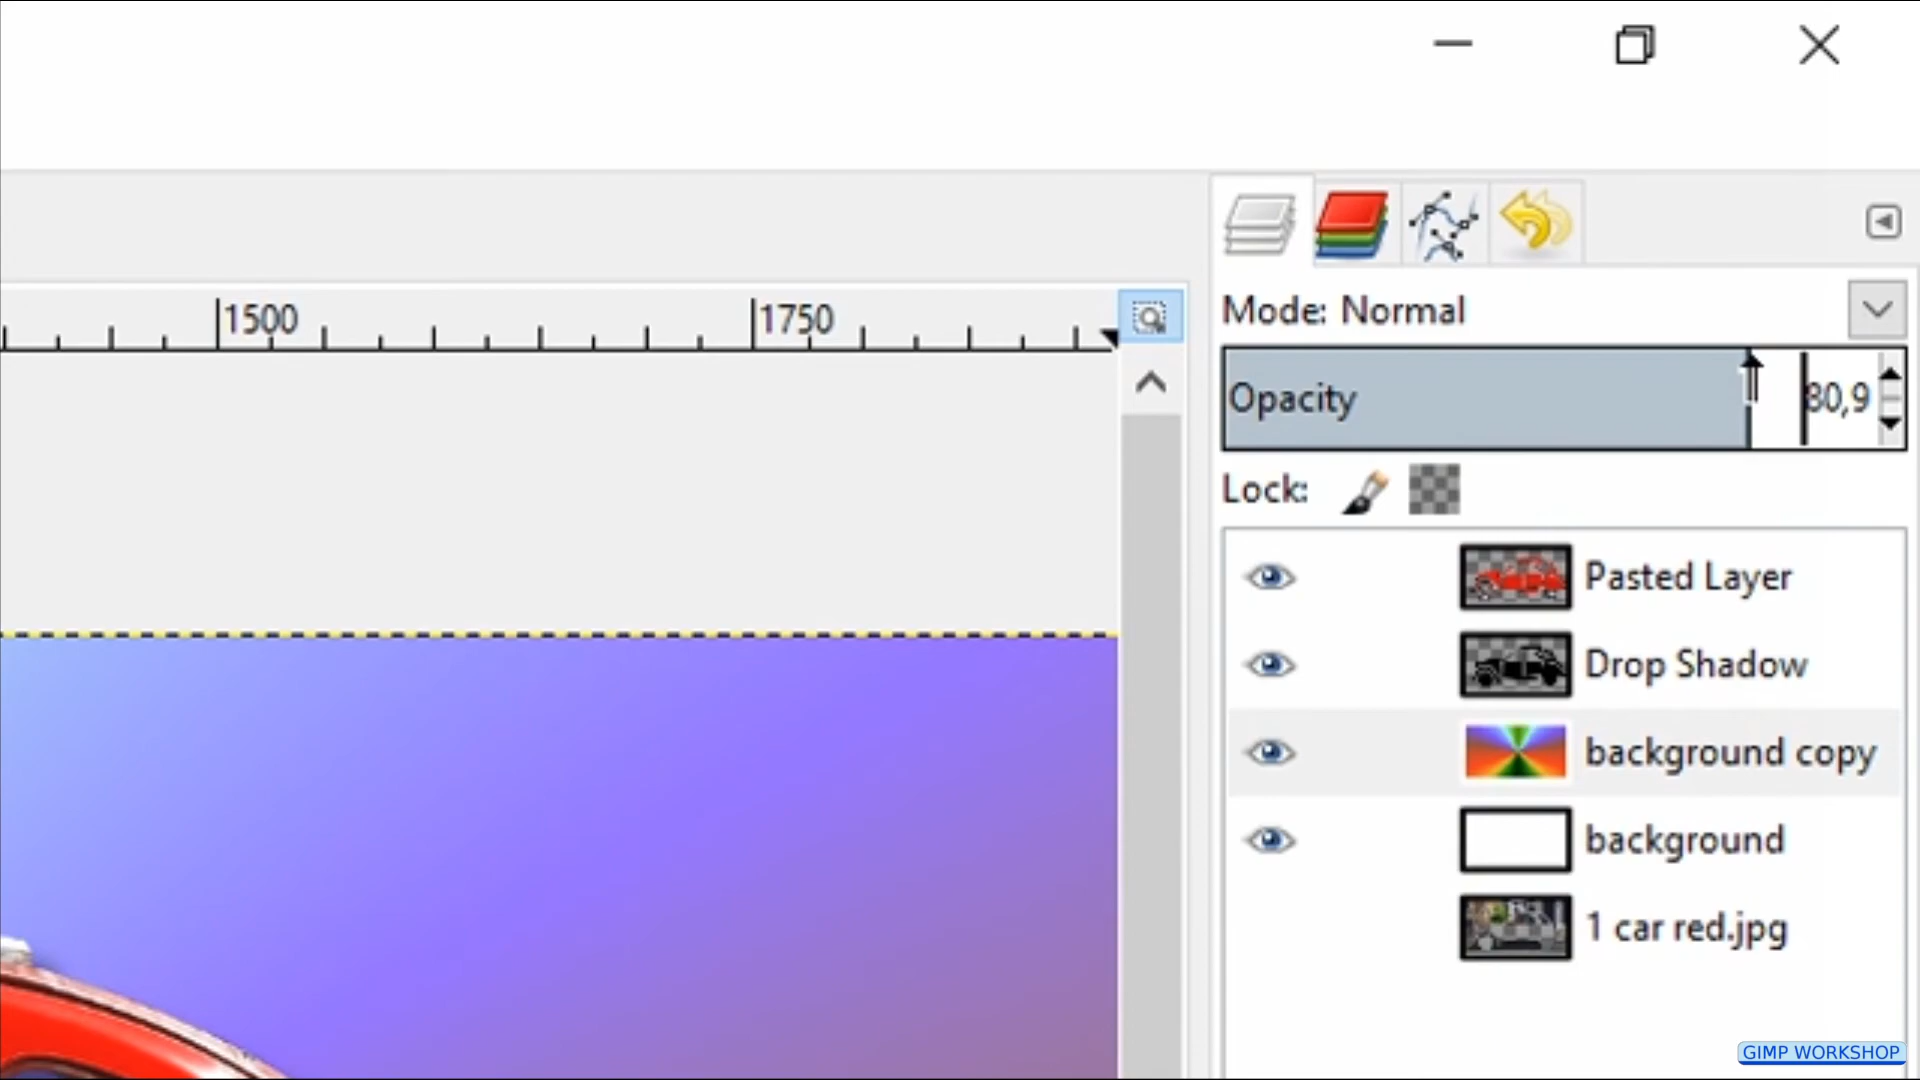 1500
1750
Mode: Normal
Opacity
80,9
Lock:
Pasted Layer
Drop Shadow
background copy
background
1 car red.jpg
GIMP WORKSHOP